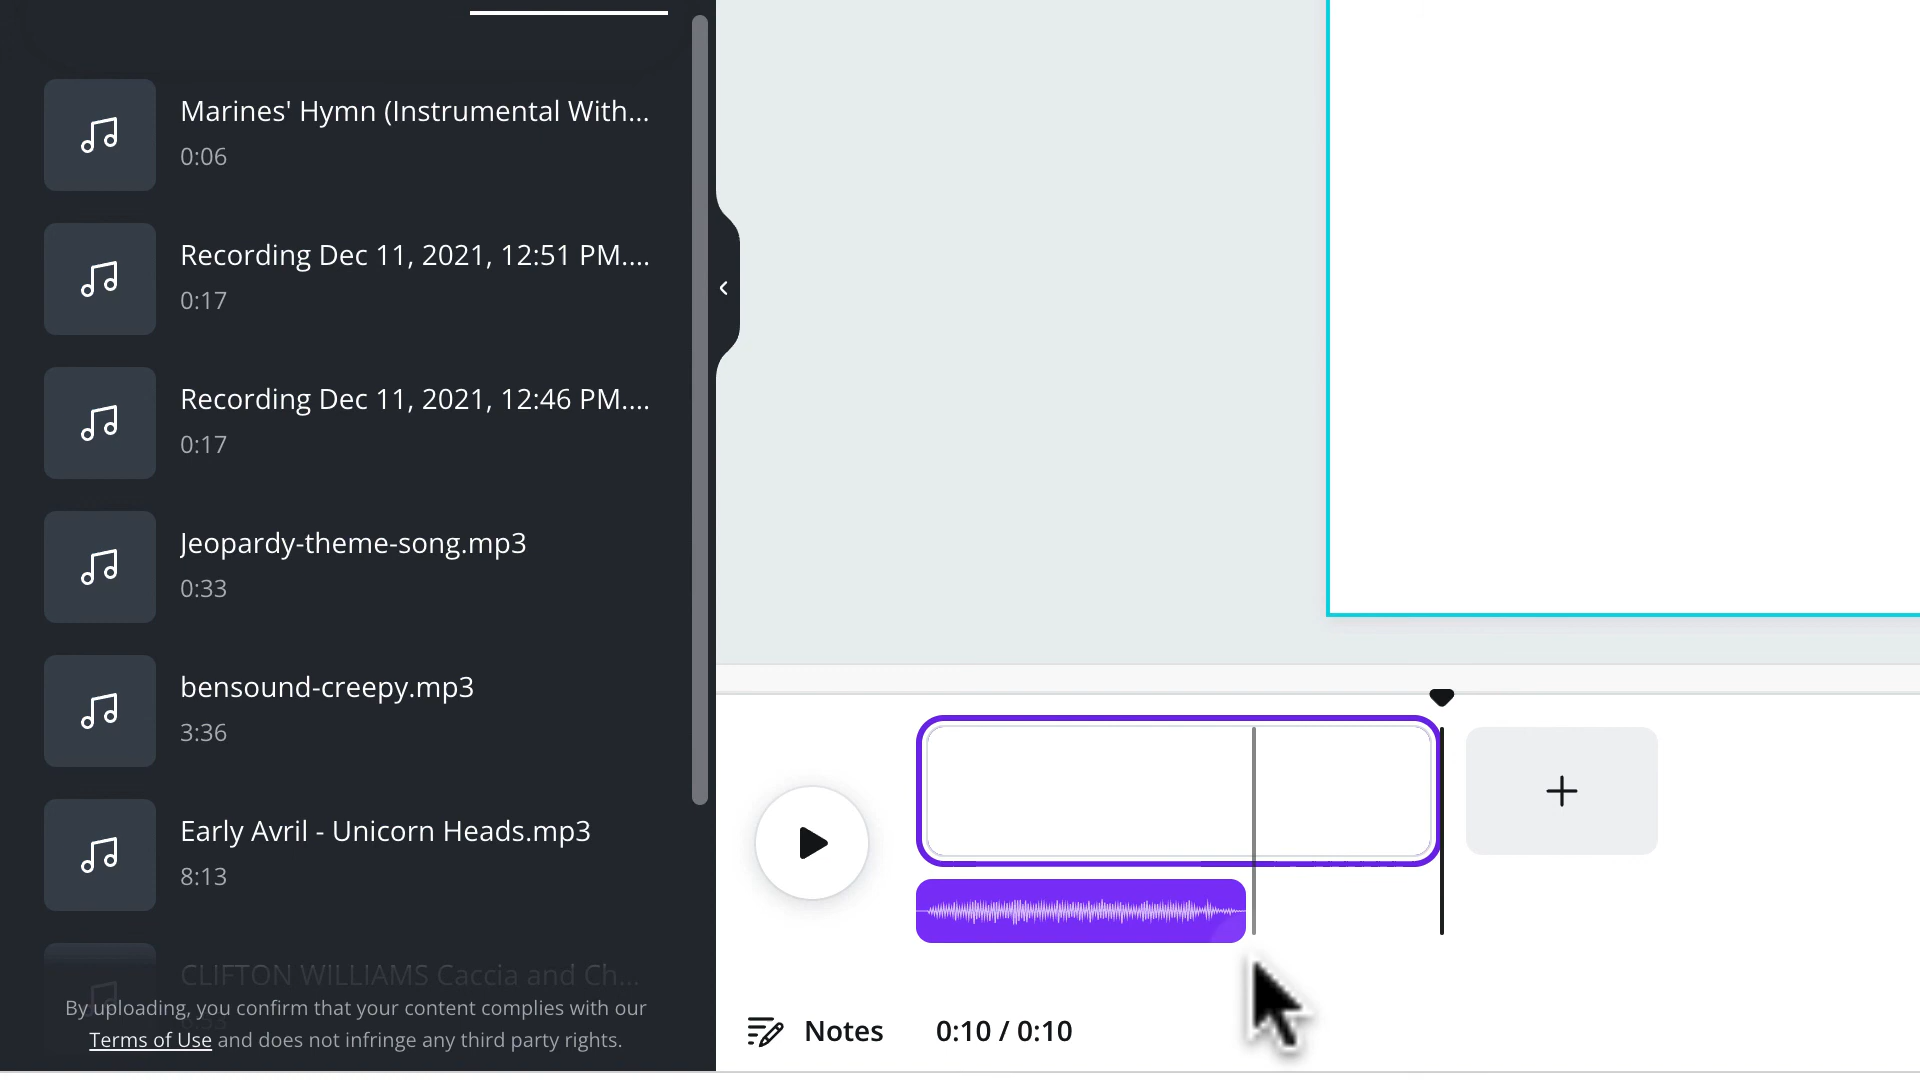 Marines' Hymn (Instrumental With...
0:06
Recording Dec 11, 2021, 12:51 PM....
0:17
Recording Dec 11, 2021, 12:46 PM....
0:17
Jeopardy-theme-song.mp3
0:33
bensound-creepy.mp3
3:36
Early Avril - Unicorn Heads.mp3
8:13
CLIFTON WILLIAMS Caccia and Ch...
By uploading, you confirm that your content complies with our
Terms of Use and does not infringe any third party rights.
Notes
0:10 / 0:10